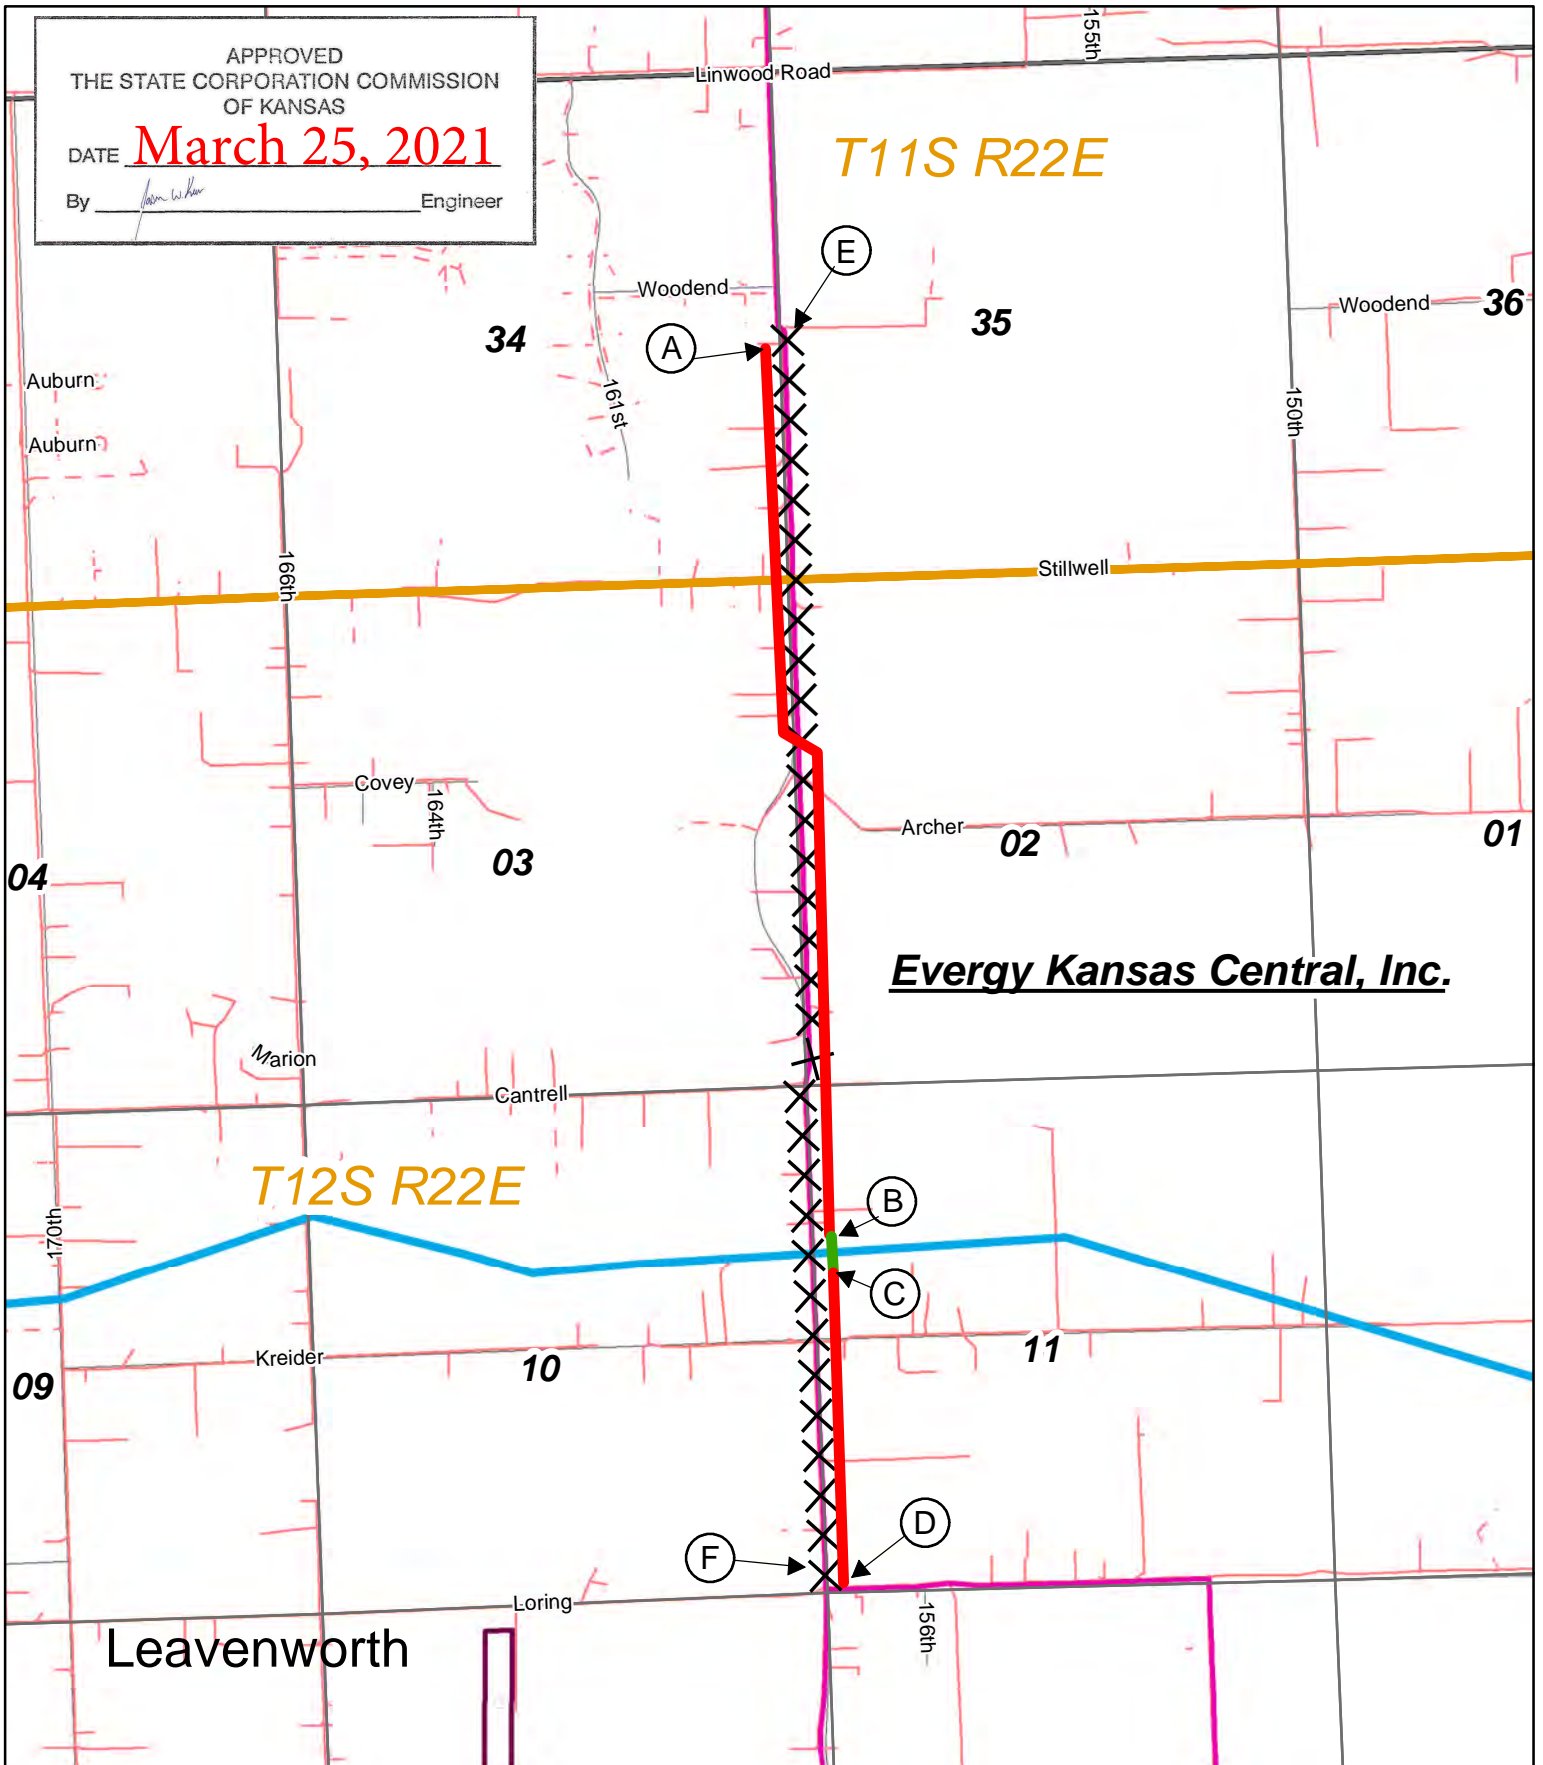 APPROVED
THE STATE CORPORATION COMMISSION
OF KANSAS
DATE March 25, 2021
By Engineer
Linwood Road
155th
T11S R22E
E
Woodend
Woodend
36
34
35
A
Auburn
161st
150th
Auburn
166th
Stillwell
Covey
164th
Archer
02
01
03
04
Evergy Kansas Central, Inc.
Marion
Cantrell
T12S R22E
B
170th
C
Kreider
10
11
09
D
F
Loring
156th
Leavenworth